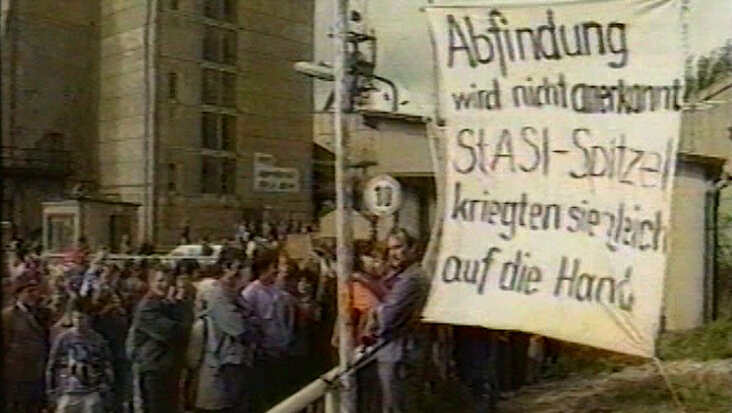 Abfindung
wird nicht anerkannt
StASI-Spitzel
kriegten sie gleich
auf die Hand
10